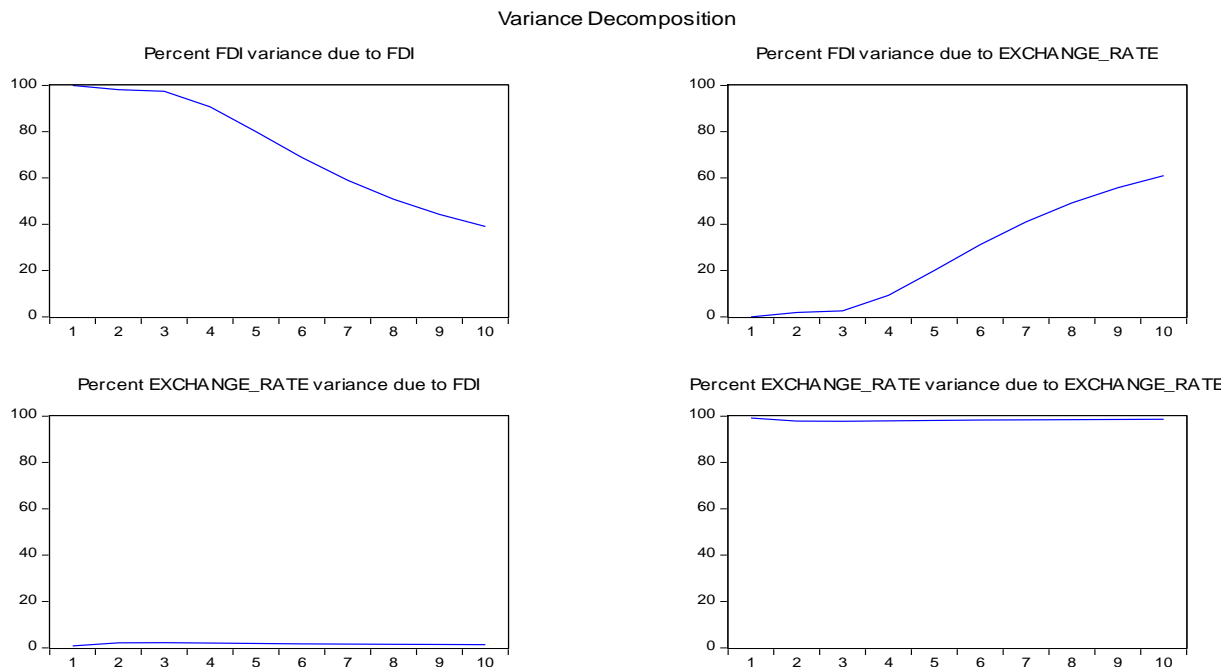 Variance Decomposition
Percent FDI variance due to FDI
100
80
60
40
20
0
1 2 3 4 5 6 7 8 9 10
Percent FDI variance due to EXCHANGE_RATE
100
80
60
40
20
0
1 2 3 4 5 6 7 8 9 10
Percent EXCHANGE_RATE variance due to FDI
100
80
60
40
20
0
1 2 3 4 5 6 7 8 9 10
Percent EXCHANGE_RATE variance due to EXCHANGE_RATE
100
80
60
40
20
0
1 2 3 4 5 6 7 8 9 10